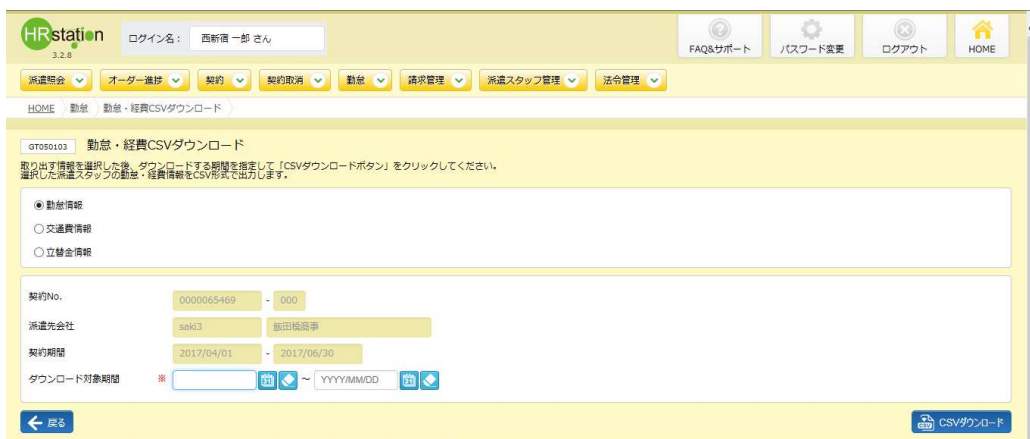 HRstation
3.2.8
ログイン名： 西新宿 一郎 さん
FAQ&サポート パスワード変更 ログアウト HOME
派遣照会 オーダー進捗 契約 契約取消 勤怠 請求管理 派遣スタッフ管理 法令管理
HOME 勤怠 勤怠・経費CSVダウンロード
GT050103 勤怠・経費CSVダウンロード
取り出す情報を選択した後、ダウンロードする期間を指定して「CSVダウンロードボタン」をクリックしてください。
選択した派遣スタッフの勤怠・経費情報をCSV形式で出力します。
勤怠情報
交通費情報
立替金情報
契約No. 0000065469 - 000
派遣先会社 saki3 飯田橋商事
契約期間 2017/04/01 - 2017/06/30
ダウンロード対象期間 ※ 31 ～ YYYY/MM/DD 31
戻る CSV CSVダウンロード